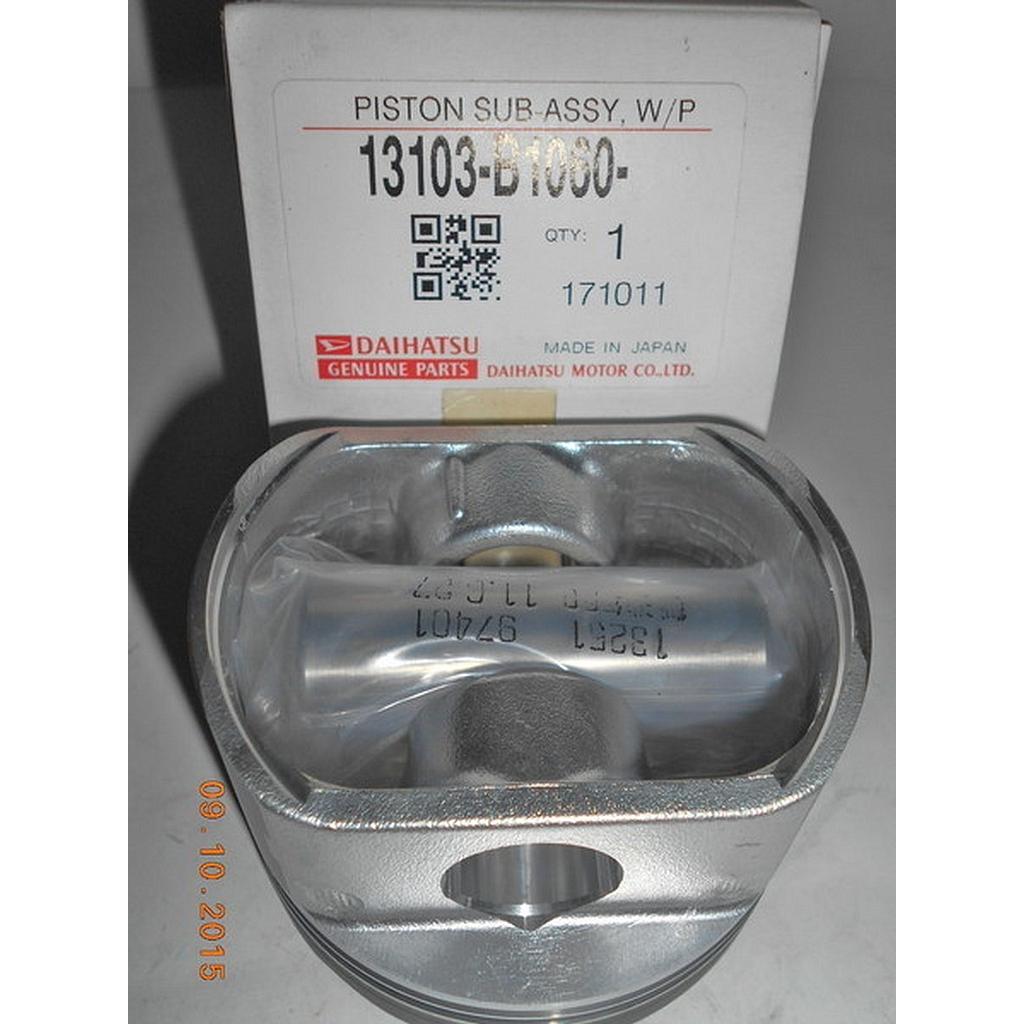 PISTON SUB-ASSY, W/P
13103-B1060-
QTY: 1
171011
DAIHATSU
MADE IN JAPAN
GENUINE PARTS
DAIHATSU MOTOR CO.,LTD.
13251 97401
09.10.2015